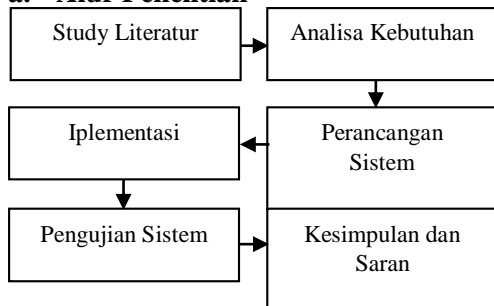 a. Alur Penelitian
Study Literatur
Analisa Kebutuhan
Perancangan
Sistem
Iplementasi
Pengujian Sistem
Kesimpulan dan
Saran